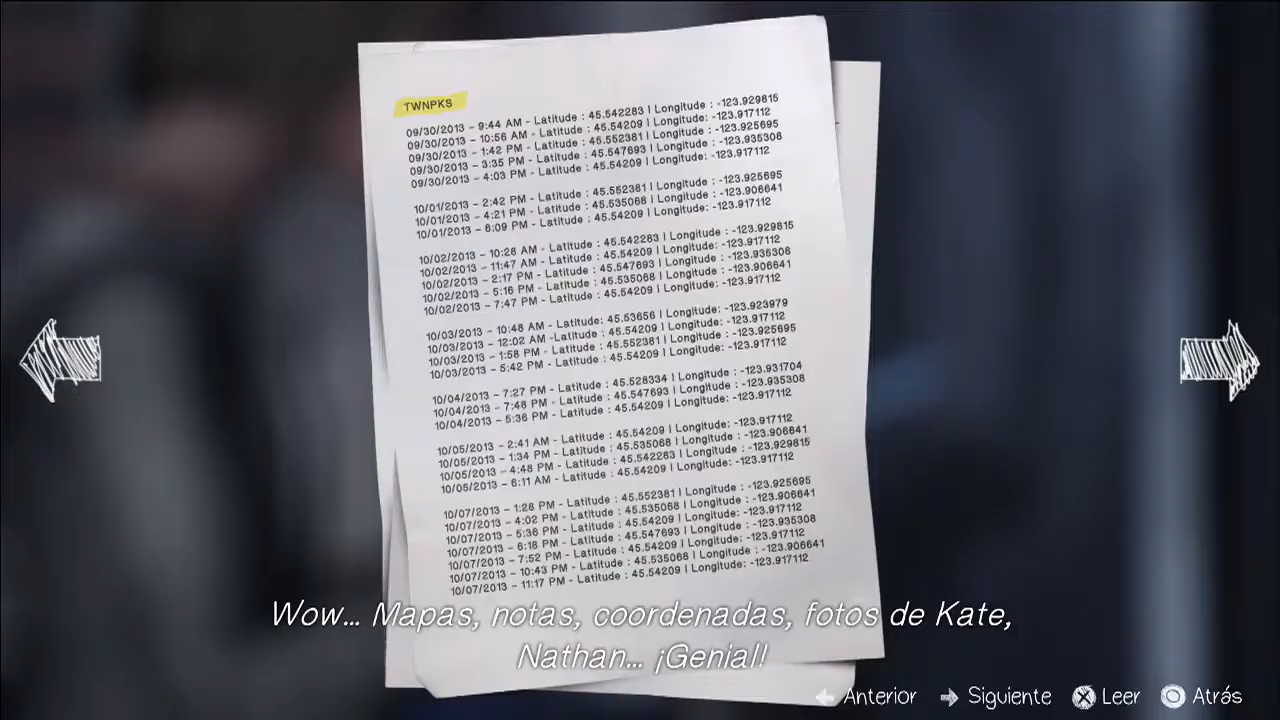 TWNPKS
09/30/2013 - 9:44 AM - Latitude : 45.542283 | Longitude : -123.929815
09/30/2013 - 10:56 AM - Latitude : 45.54209 | Longitude : -123.917112
09/30/2013 - 1:42 PM - Latitude : 45.552381 | Longitude : -123.925695
09/30/2013 - 3:35 PM - Latitude : 45.547693 | Longitude : -123.935308
09/30/2013 - 4:03 PM - Latitude : 45.54209 | Longitude : -123.917112
10/01/2013 - 2:42 PM - Latitude : 45.552381 | Longitude : -123.925695
10/01/2013 - 4:21 PM - Latitude : 45.535068 | Longitude : -123.906641
10/01/2013 - 6:09 PM - Latitude : 45.54209 | Longitude: -123.917112
10/02/2013 - 10:28 AM - Latitude : 45.542283 | Longitude : -123.929815
10/02/2013 - 11:47 AM - Latitude : 45.54209 | Longitude: -123.917112
10/02/2013 - 2:17 PM - Latitude : 45.547693 | Longitude : -123.935308
10/02/2013 - 5:16 PM - Latitude : 45.535068 | Longitude : -123.906641
10/02/2013 - 7:47 PM - Latitude : 45.54209 | Longitude: -123.917112
10/03/2013 - 10:48 AM - Latitude: 45.53656 | Longitude : -123.923979
10/03/2013 - 12:02 AM -Latitude : 45.54209 | Longitude: -123.917112
10/03/2013 - 1:58 PM - Latitude : 45.552381 | Longitude : -123.925695
10/03/2013 - 5:42 PM - Latitude : 45.54209 | Longitude: -123.917112
10/04/2013 - 7:27 PM - Latitude : 45.528334 | Longitude : -123.931704
10/04/2013 - 7:48 PM - Latitude : 45.547693 | Longitude : -123.935308
10/04/2013 - 5:36 PM - Latitude : 45.54209 | Longitude: -123.917112
10/05/2013 - 2:41 AM - Latitude : 45.54209 | Longitude: -123.917112
10/05/2013 - 1:34 PM - Latitude : 45.535068 | Longitude : -123.906641
10/05/2013 - 4:48 PM - Latitude : 45.542283 | Longitude : -123.929815
10/05/2013 - 6:11 AM - Latitude : 45.54209 | Longitude: -123.917112
10/07/2013 - 1:28 PM - Latitude : 45.552381 | Longitude : -123.925695
10/07/2013 - 4:02 PM - Latitude : 45.535068 | Longitude : -123.906641
10/07/2013 - 5:36 PM - Latitude : 45.54209 | Longitude: -123.917112
10/07/2013 - 6:18 PM - Latitude : 45.547693 | Longitude : -123.935308
10/07/2013 - 7:52 PM - Latitude : 45.54209 | Longitude: -123.917112
10/07/2013 - 10:43 PM - Latitude : 45.535068 | Longitude : -123.906641
10/07/2013 - 11:17 PM - Latitude : 45.54209 | Longitude: -123.917112
Wow... Mapas, notas, coordenadas, fotos de Kate,
Nathan... ¡Genial!
Anterior Siguiente Leer Atrás